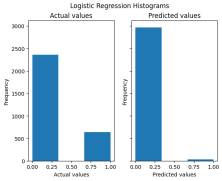 Logistic Regression Histograms
Actual values
Predicted values
3000
2500
2000
1500
1000
500
0
Frequency
Frequency
0.00 0.25 0.50 0.75 1.00
0.00 0.25 0.50 0.75 1.00
Actual values
Predicted values